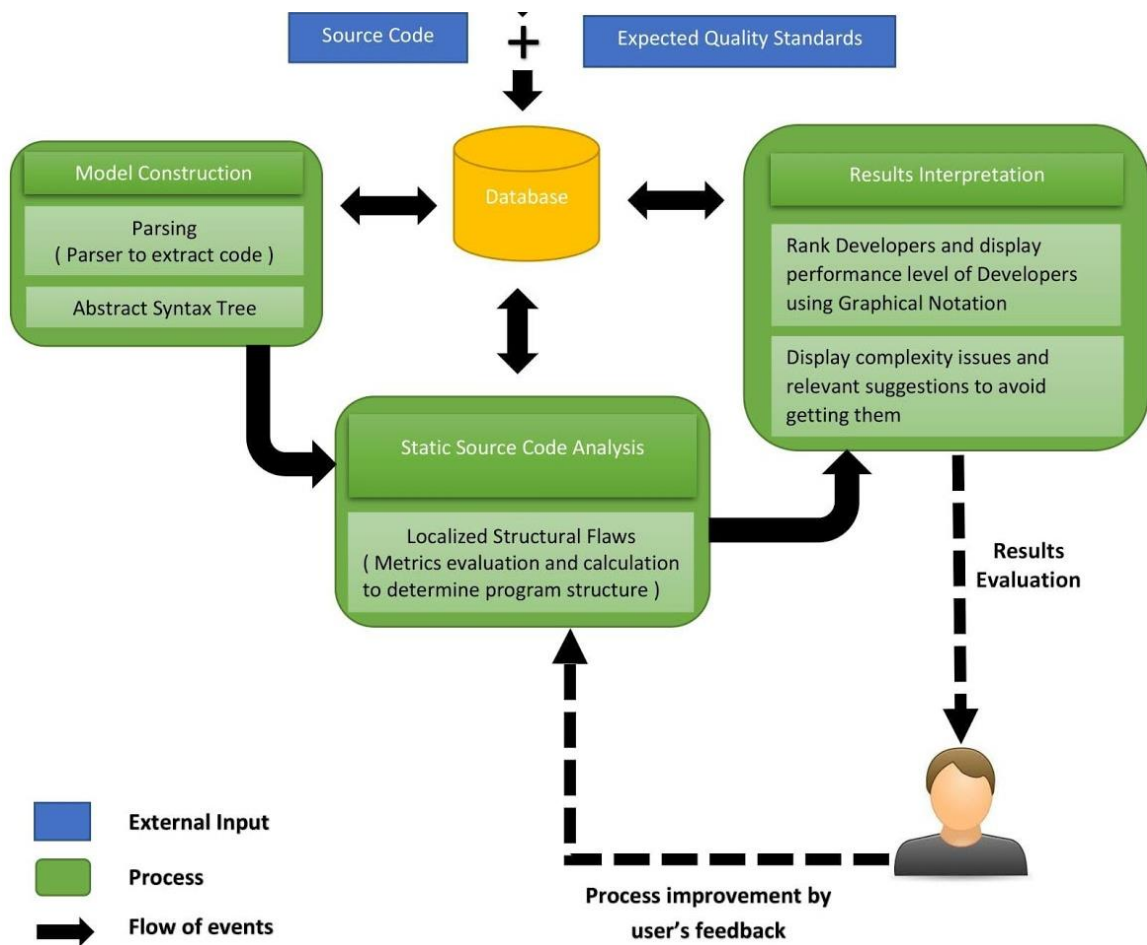 Source Code
+
Expected Quality Standards
Model Construction
Parsing
( Parser to extract code )
Abstract Syntax Tree
Database
Results Interpretation
Rank Developers and display
performance level of Developers
using Graphical Notation
Display complexity issues and
relevant suggestions to avoid
getting them
Static Source Code Analysis
Localized Structural Flaws
( Metrics evaluation and calculation
to determine program structure )
Results
Evaluation
External Input
Process
Flow of events
Process improvement by
user’s feedback